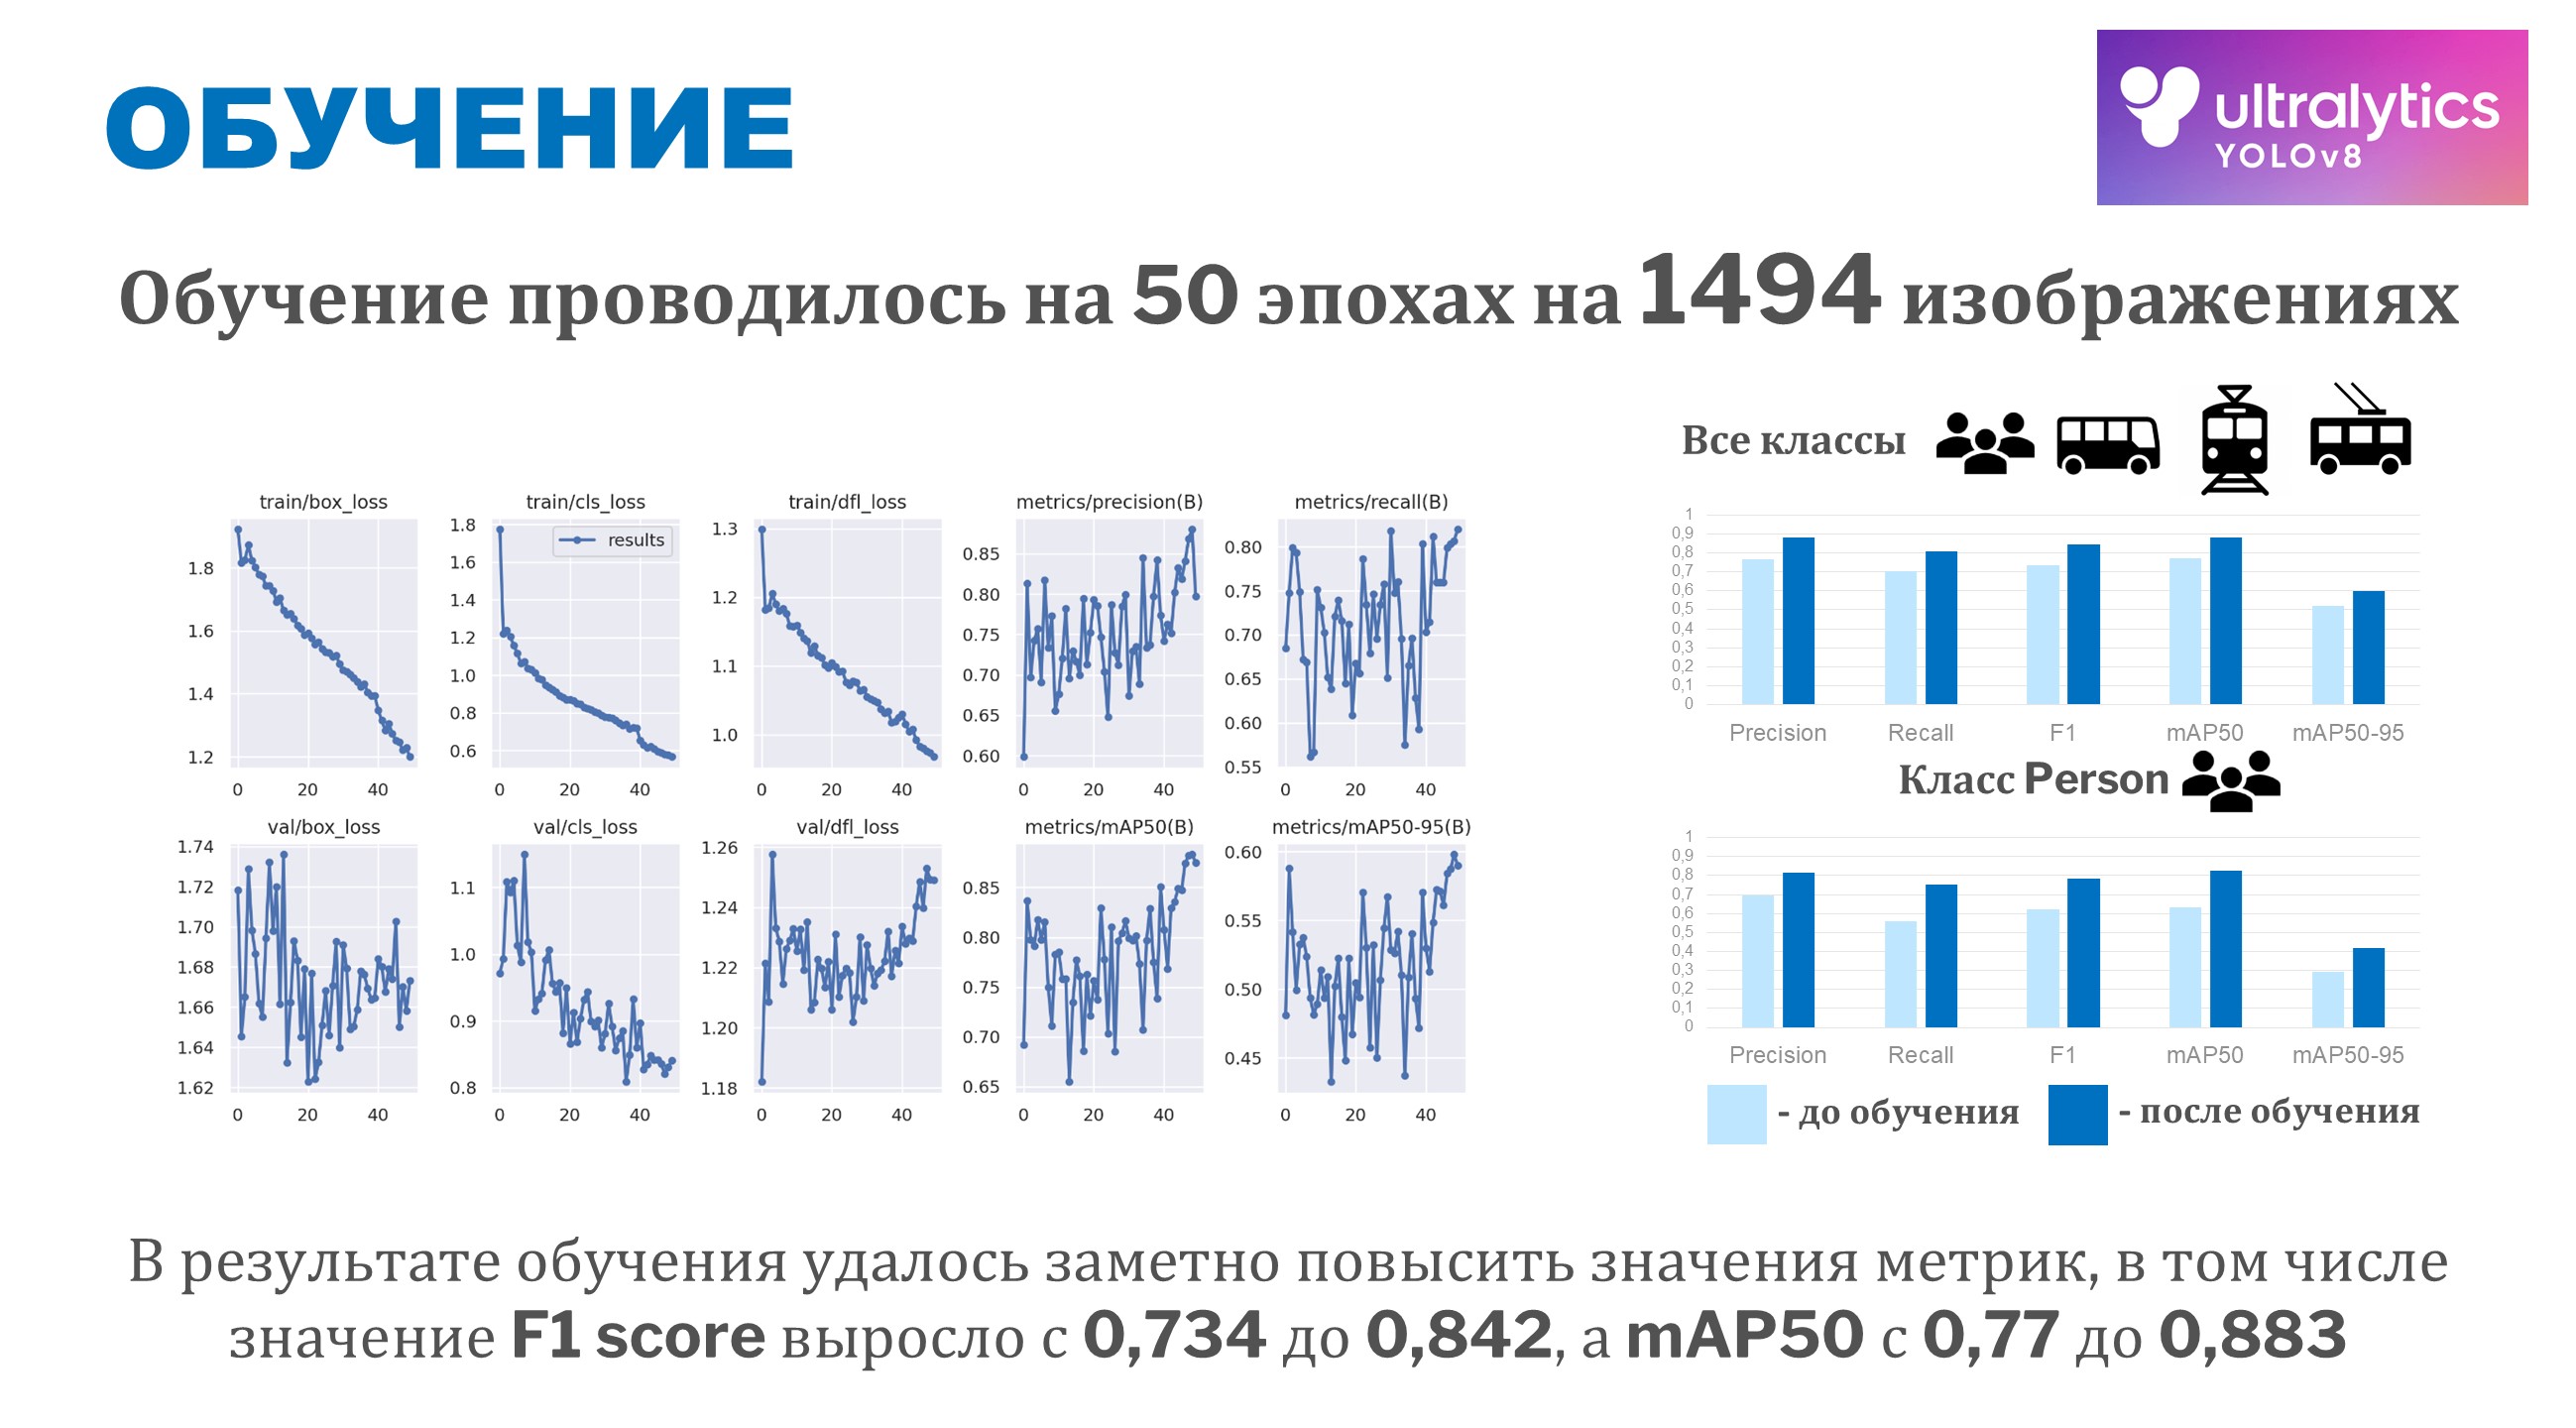 ОБУЧЕНИЕ
ultralytics
YOLOv8
Обучение проводилось на 50 эпохах на 1494 изображениях
train/box_loss
1.8
1.6
1.4
1.2
0 20 40
train/cls_loss
results
1.8
1.6
1.4
1.2
1.0
0.8
0.6
0 20 40
train/dfl_loss
1.3
1.2
1.1
1.0
0 20 40
metrics/precision(B)
0.85
0.80
0.75
0.70
0.65
0.60
0 20 40
metrics/recall(B)
0.80
0.75
0.70
0.65
0.60
0.55
0 20 40
val/box_loss
1.74
1.72
1.70
1.68
1.66
1.64
1.62
0 20 40
val/cls_loss
1.1
1.0
0.9
0.8
0 20 40
val/dfl_loss
1.26
1.24
1.22
1.20
1.18
0 20 40
metrics/mAP50(B)
0.85
0.80
0.75
0.70
0.65
0 20 40
metrics/mAP50-95(B)
0.60
0.55
0.50
0.45
0 20 40
Все классы
1
0,9
0,8
0,7
0,6
0,5
0,4
0,3
0,2
0,1
0
Precision Recall F1 mAP50 mAP50-95
Класс Person
1
0,9
0,8
0,7
0,6
0,5
0,4
0,3
0,2
0,1
0
Precision Recall F1 mAP50 mAP50-95
- до обучения - после обучения
В результате обучения удалось заметно повысить значения метрик, в том числе
значение F1 score выросло с 0,734 до 0,842, а mAP50 с 0,77 до 0,883